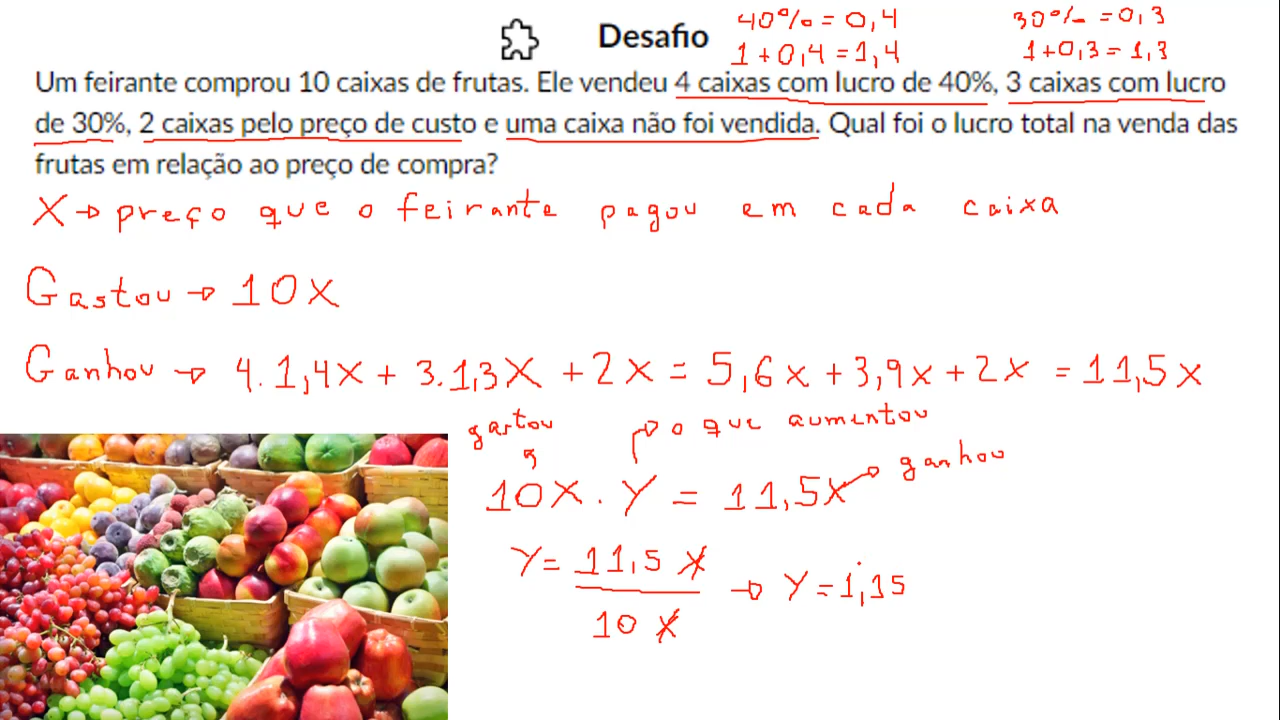 Desafio
40% = 0,4
1 + 0,4 = 1,4
30% = 0,3
1 + 0,3 = 1,3
Um feirante comprou 10 caixas de frutas. Ele vendeu 4 caixas com lucro de 40%, 3 caixas com lucro
de 30%, 2 caixas pelo preço de custo e uma caixa não foi vendida. Qual foi o lucro total na venda das
frutas em relação ao preço de compra?
X → preço que o feirante pagou em cada caixa
Gastou → 10X
Ganhou → 4.1,4X + 3.1,3X + 2X = 5,6X + 3,9X + 2X = 11,5X
gastou
o que aumentou
ganhou
10X . Y = 11,5X
Y = 11,5 X → Y = 1,15
10 X